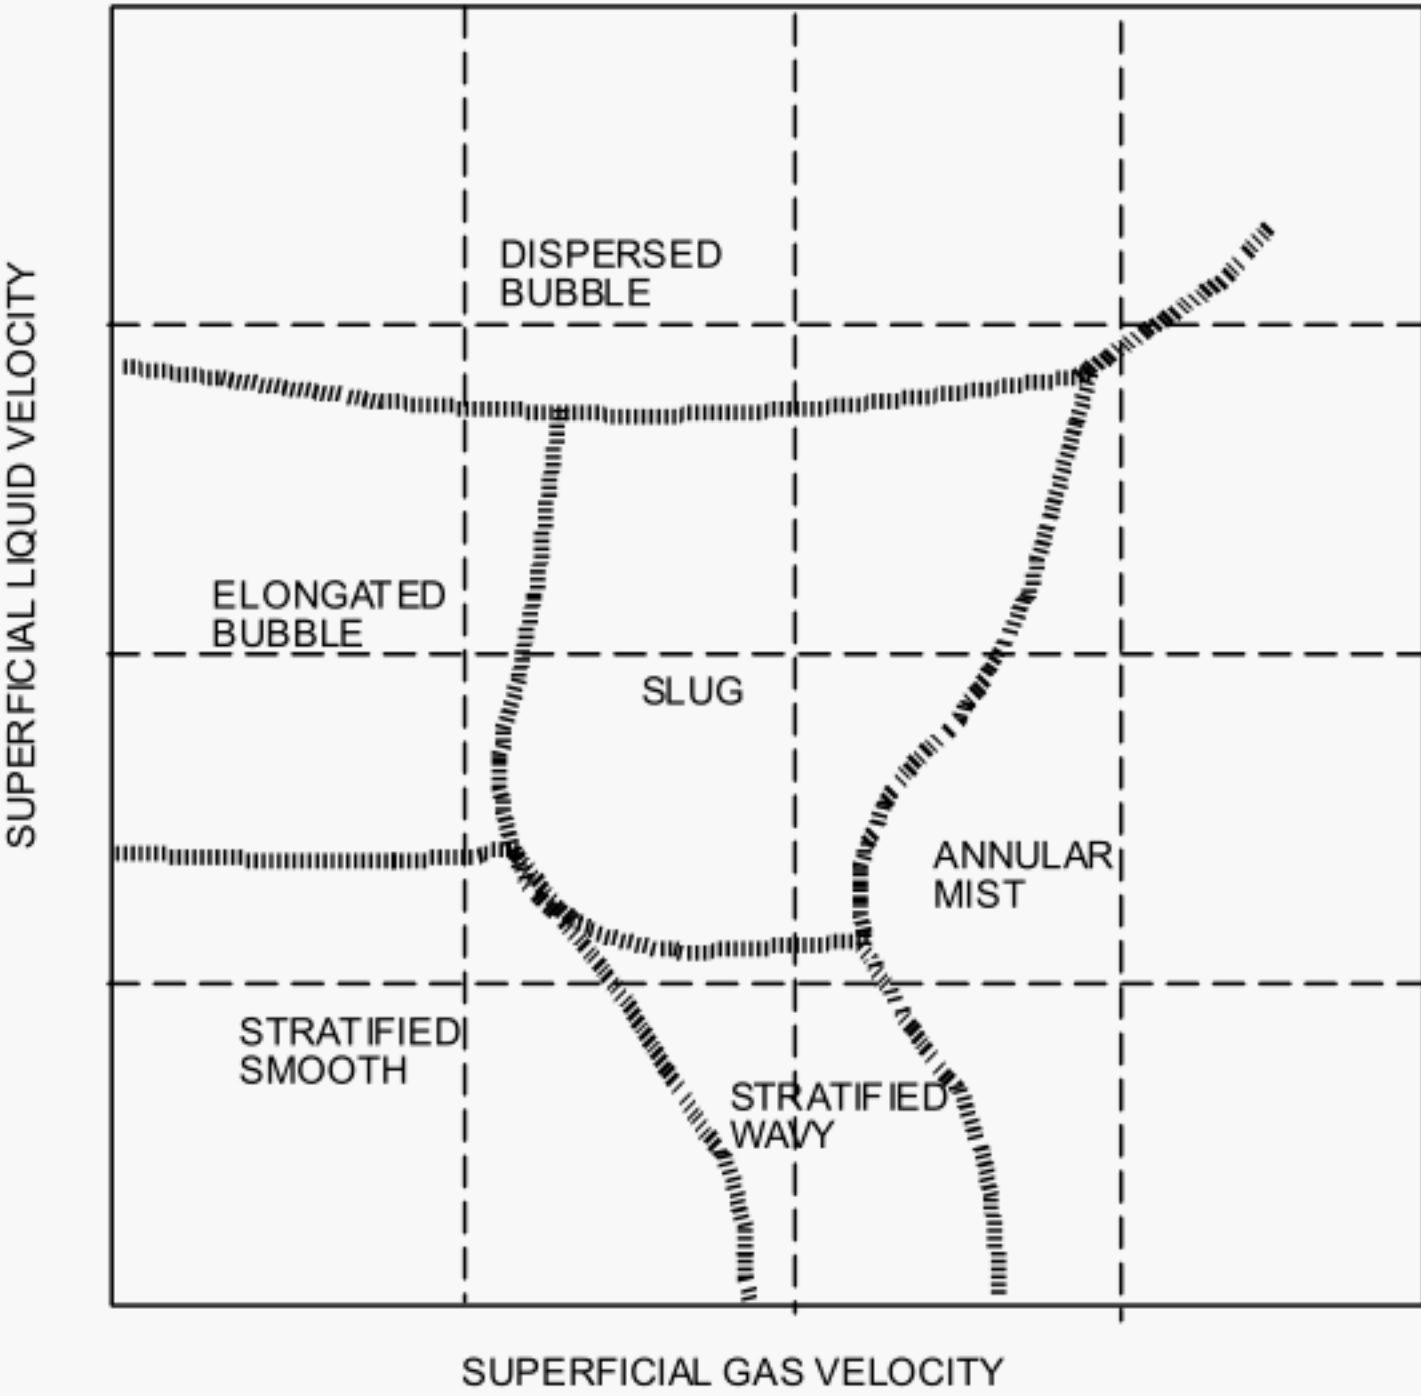 SUPERFICIAL LIQUID VELOCITY
DISPERSED
BUBBLE
ELONGATED
BUBBLE
SLUG
ANNULAR
MIST
STRATIFIED
SMOOTH
STRATIFIED
WAVY
SUPERFICIAL GAS VELOCITY